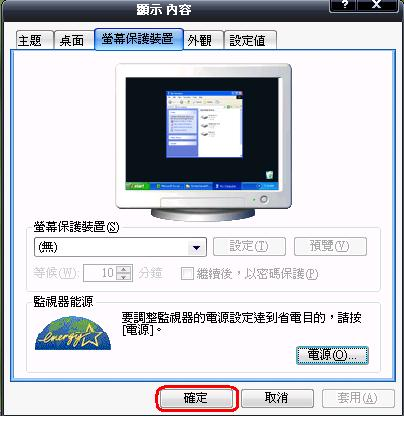 顯示 內容
主題 桌面 螢幕保護裝置 外觀 設定值
start
螢幕保護裝置(S)
(無) 設定(T) 預覽(V)
等候(W): 10 分鐘 繼續後，以密碼保護(P)
監視器能源
要調整監視器的電源設定達到省電目的，請按
[電源]。
energy
電源(O)...
確定 取消 套用(A)